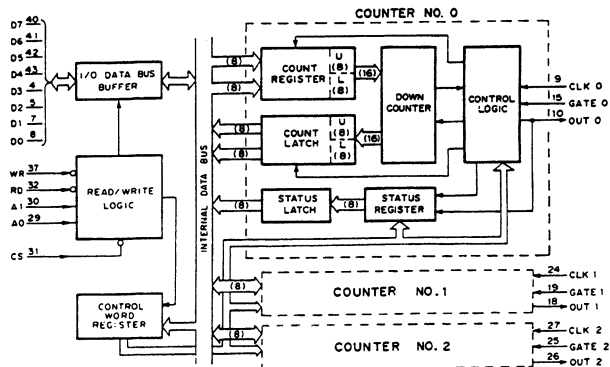 COUNTER NO. 0
D7 40
D6 41
D5 42
D4 43
D3 4
D2 5
D1 7
D0 8
I/O DATA BUS
BUFFER
WR 37
RD 32
A1 30
A0 29
CS 31
READ/WRITE
LOGIC
CONTROL
WORD
REGISTER
INTERNAL DATA BUS
(8)
(8)
COUNT
REGISTER
U
(8)
L
(8)
(16)
DOWN
COUNTER
CONTROL
LOGIC
9 CLK 0
15 GATE 0
10 OUT 0
(8)
(8)
COUNT
LATCH
U
(8)
L
(8)
(16)
(8)
STATUS
LATCH
(8)
STATUS
REGISTER
(8)
COUNTER NO.1
24 CLK 1
19 GATE 1
18 OUT 1
(8)
COUNTER NO.2
27 CLK 2
25 GATE 2
26 OUT 2